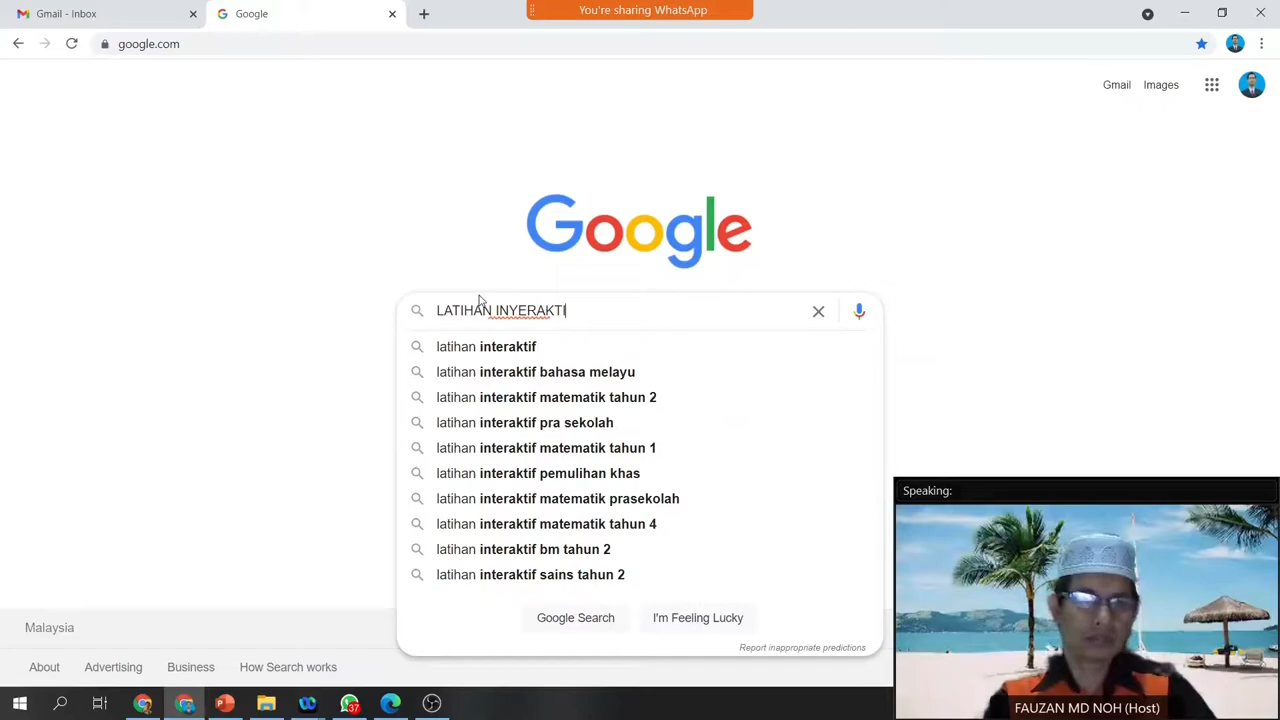 Gmail - Inbox
Google
You're sharing WhatsApp
google.com
Gmail Images
Google
LATIHAN INYERAKTI
latihan interaktif
latihan interaktif bahasa melayu
latihan interaktif matematik tahun 2
latihan interaktif pra sekolah
latihan interaktif matematik tahun 1
latihan interaktif pemulihan khas
latihan interaktif matematik prasekolah
latihan interaktif matematik tahun 4
latihan interaktif bm tahun 2
latihan interaktif sains tahun 2
Google Search I'm Feeling Lucky
Report inappropriate predictions
Malaysia
About Advertising Business How Search works
Speaking:
FAUZAN MD NOH (Host)
37